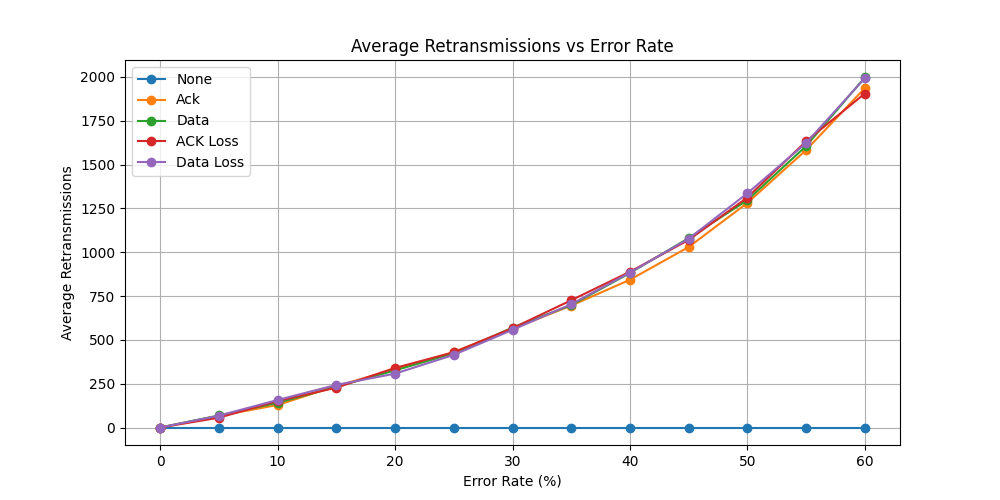 Average Retransmissions vs Error Rate
None
Ack
Data
ACK Loss
Data Loss
2000
1750
1500
1250
1000
750
500
250
0
Average Retransmissions
0 10 20 30 40 50 60
Error Rate (%)